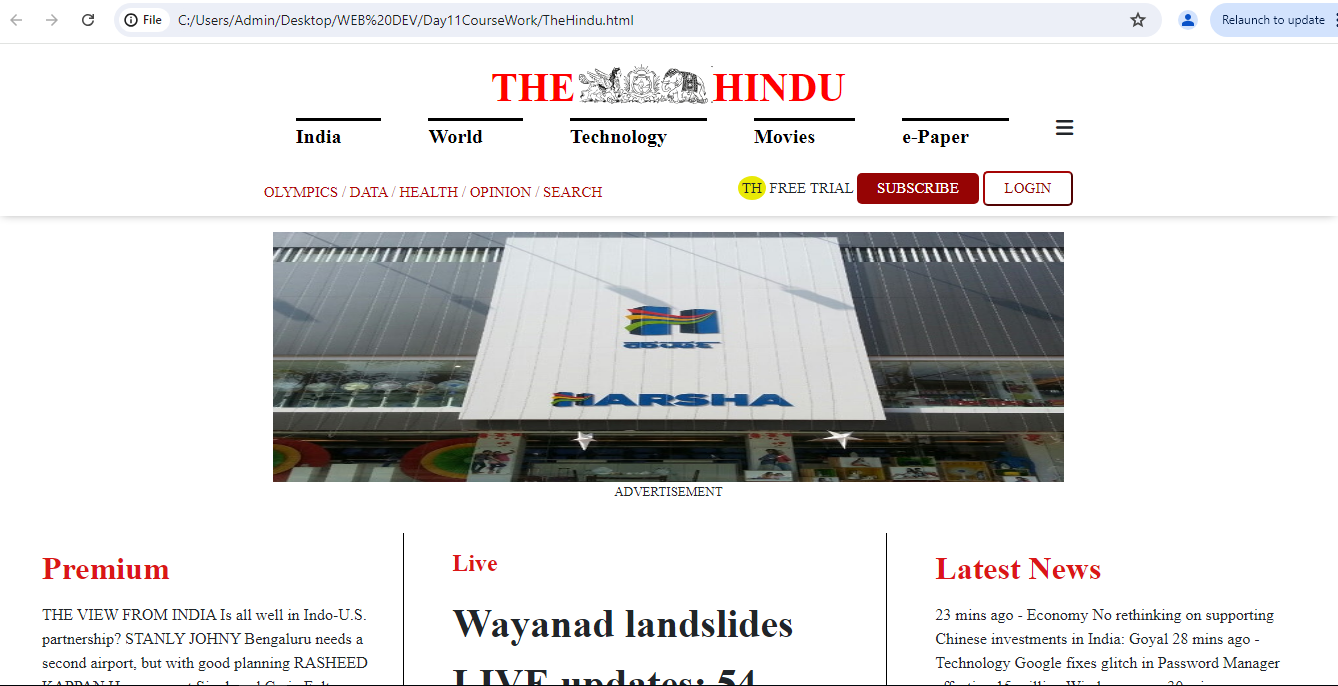 File C:/Users/Admin/Desktop/WEB%20DEV/Day11CourseWork/TheHindu.html Relaunch to update
THE HINDU
India World Technology Movies e-Paper
OLYMPICS / DATA / HEALTH / OPINION / SEARCH
TH FREE TRIAL SUBSCRIBE LOGIN
HARSHA
ADVERTISEMENT
Premium
THE VIEW FROM INDIA Is all well in Indo-U.S.
partnership? STANLY JOHNY Bengaluru needs a
second airport, but with good planning RASHEED
Live
Wayanad landslides
LIVE updates: 54
Latest News
23 mins ago - Economy No rethinking on supporting
Chinese investments in India: Goyal 28 mins ago -
Technology Google fixes glitch in Password Manager